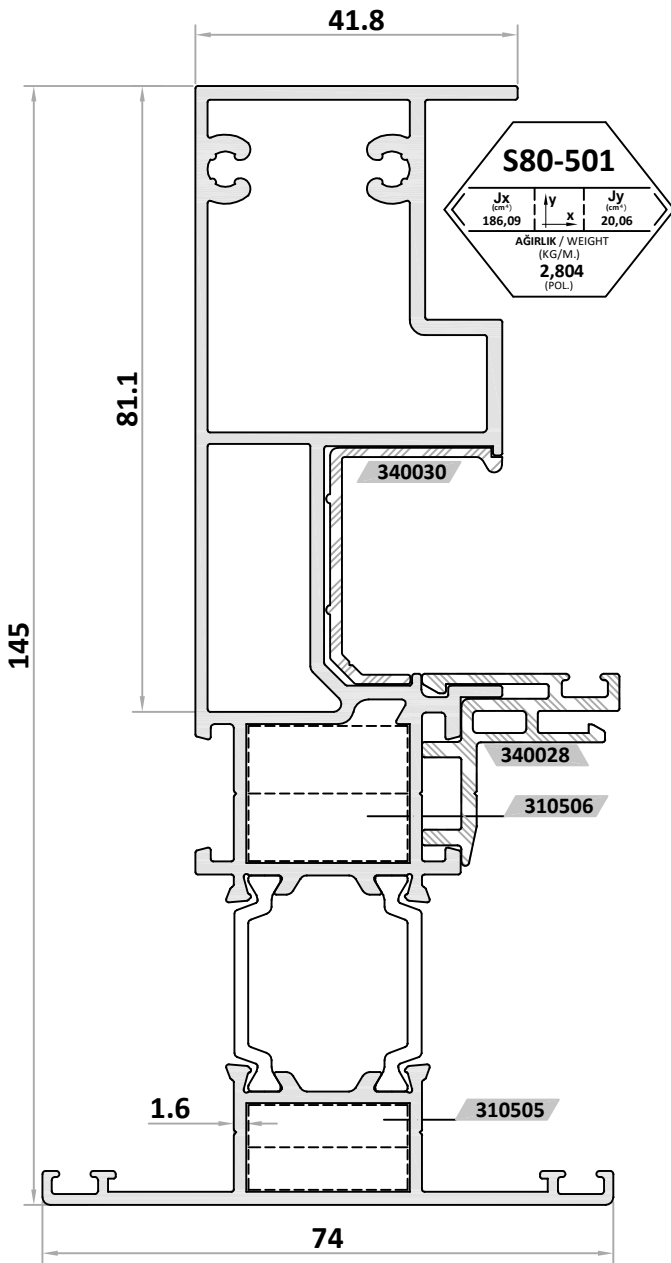 41.8
S80-501
Jx
(cm⁴)
186,09
y
x
Jy
(cm⁴)
20,06
AĞIRLIK / WEIGHT
(KG/M.)
2,804
(POL.)
81.1
340030
145
340028
310506
1.6
310505
74